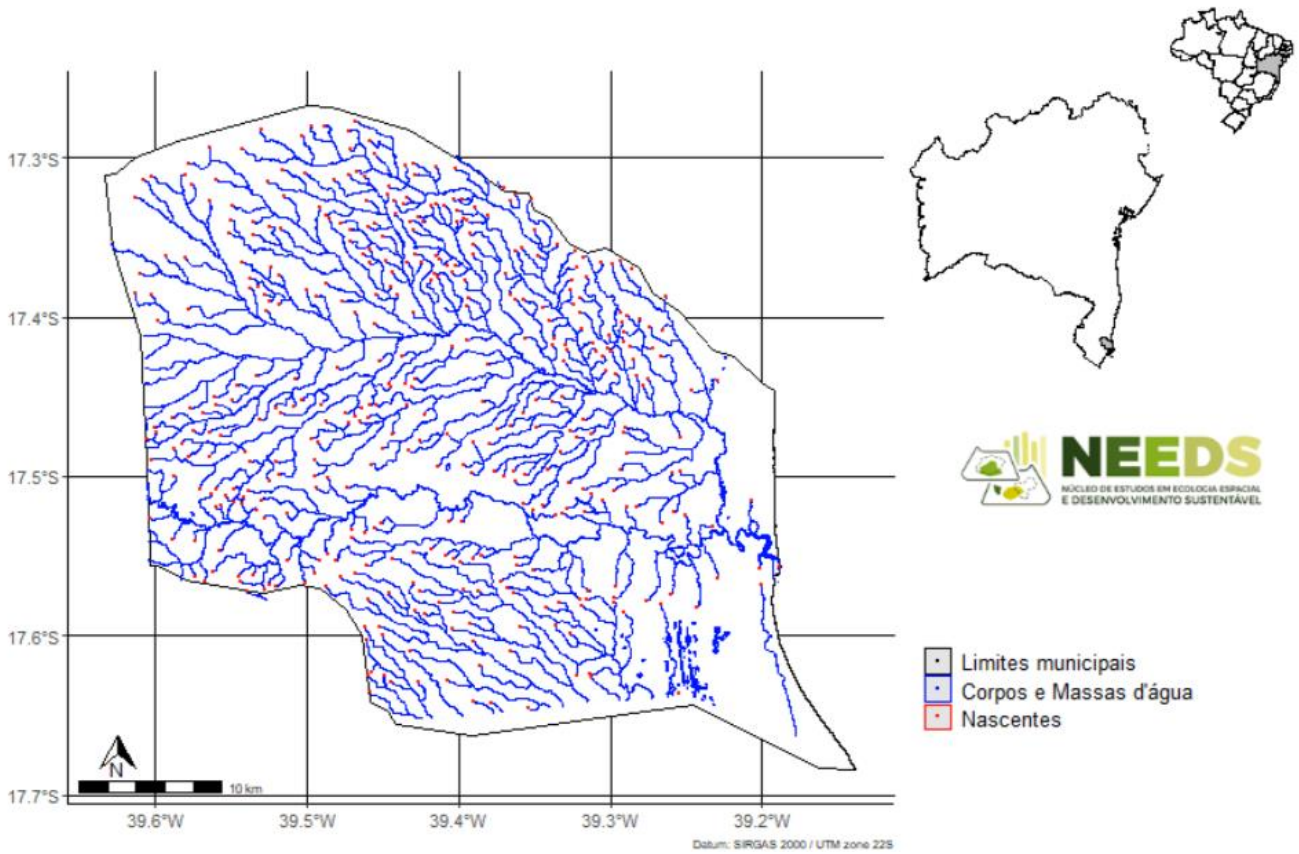 17.3°S
17.4°S
17.5°S
17.6°S
17.7°S
N
10 km
39.6°W 39.5°W 39.4°W 39.3°W 39.2°W
Datum: SIRGAS 2000 / UTM zone 22S
NEEDS
NÚCLEO DE ESTUDOS EM ECOLOGIA ESPACIAL
E DESENVOLVIMENTO SUSTENTÁVEL
Limites municipais
Corpos e Massas d'água
Nascentes